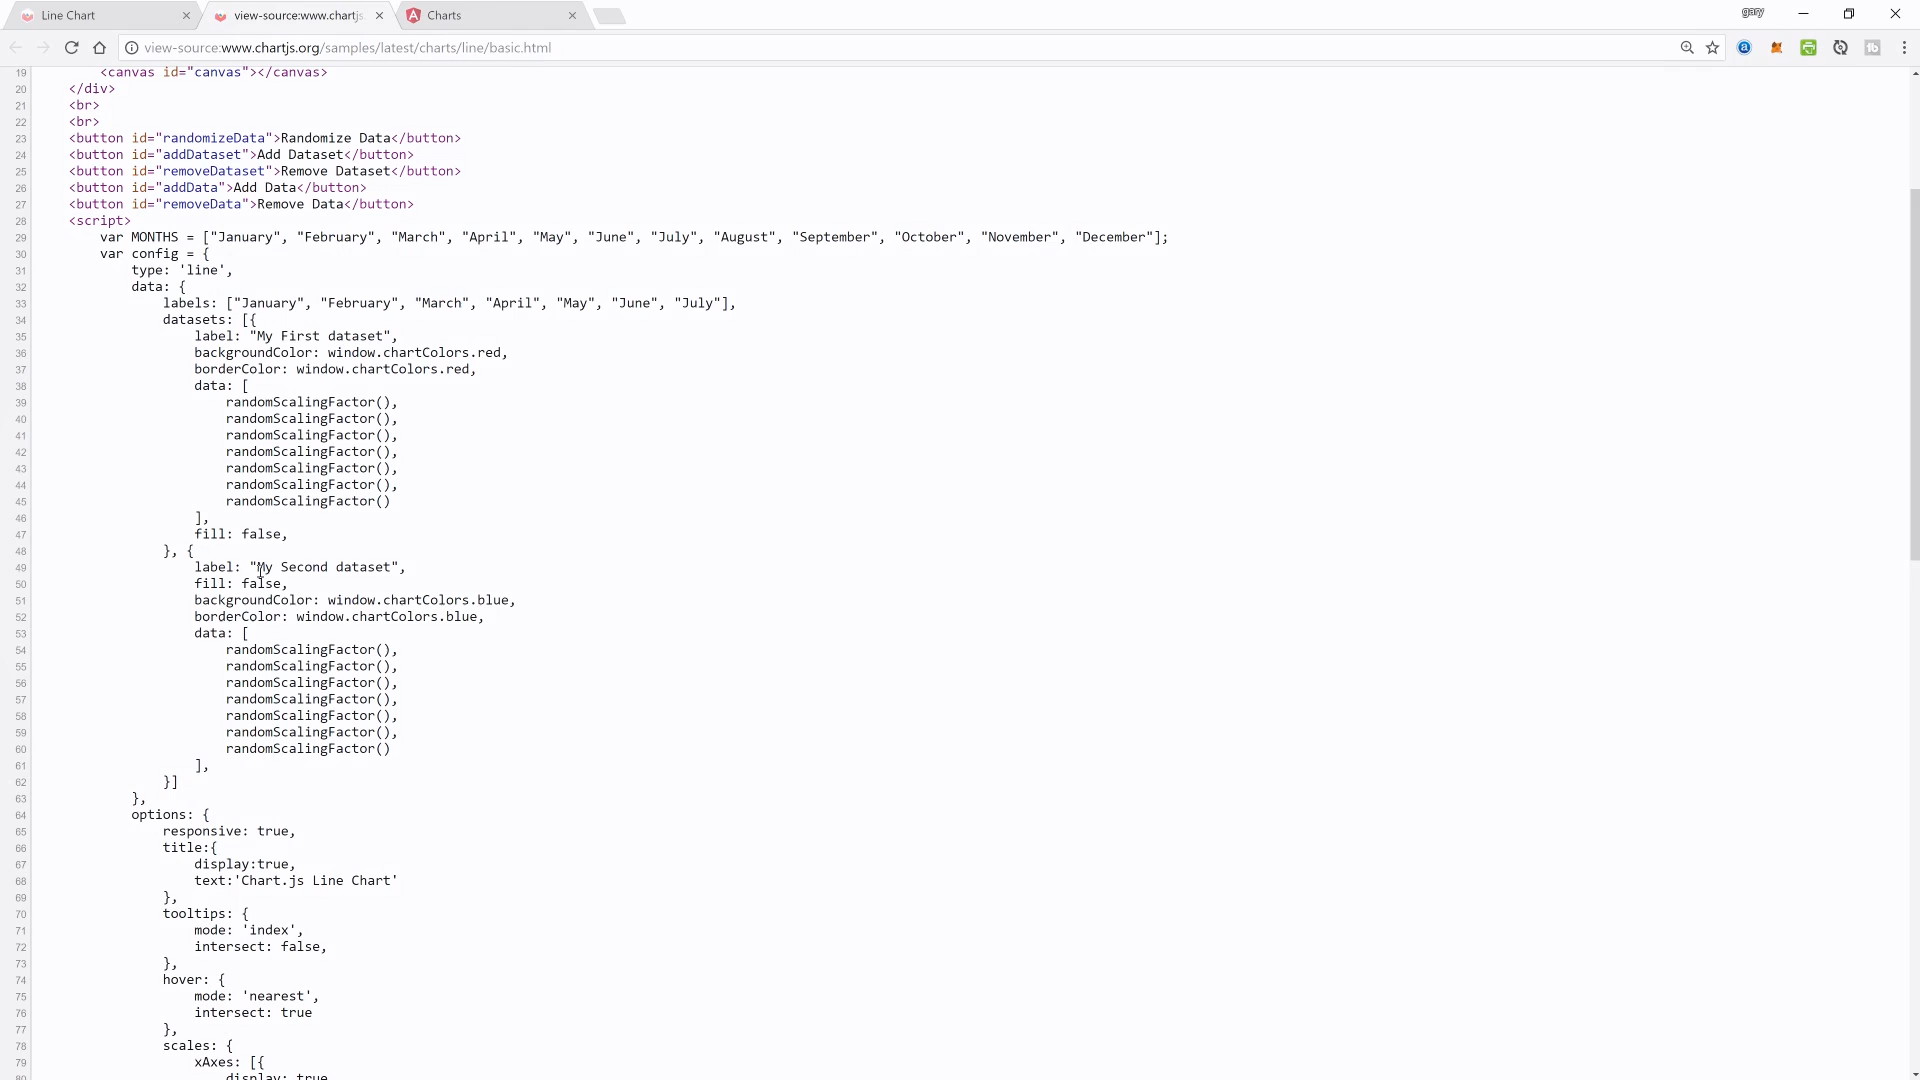 Line Chart
view-source:www.chartjs.
Charts
gary
view-source:www.chartjs.org/samples/latest/charts/line/basic.html
19 <canvas id="canvas"></canvas>
20 </div>
21 <br>
22 <br>
23 <button id="randomizeData">Randomize Data</button>
24 <button id="addDataset">Add Dataset</button>
25 <button id="removeDataset">Remove Dataset</button>
26 <button id="addData">Add Data</button>
27 <button id="removeData">Remove Data</button>
28 <script>
29 var MONTHS = ["January", "February", "March", "April", "May", "June", "July", "August", "September", "October", "November", "December"];
30 var config = {
31 type: 'line',
32 data: {
33 labels: ["January", "February", "March", "April", "May", "June", "July"],
34 datasets: [{
35 label: "My First dataset",
36 backgroundColor: window.chartColors.red,
37 borderColor: window.chartColors.red,
38 data: [
39 randomScalingFactor(),
40 randomScalingFactor(),
41 randomScalingFactor(),
42 randomScalingFactor(),
43 randomScalingFactor(),
44 randomScalingFactor(),
45 randomScalingFactor()
46 ],
47 fill: false,
48 }, {
49 label: "My Second dataset",
50 fill: false,
51 backgroundColor: window.chartColors.blue,
52 borderColor: window.chartColors.blue,
53 data: [
54 randomScalingFactor(),
55 randomScalingFactor(),
56 randomScalingFactor(),
57 randomScalingFactor(),
58 randomScalingFactor(),
59 randomScalingFactor(),
60 randomScalingFactor()
61 ],
62 }]
63 },
64 options: {
65 responsive: true,
66 title:{
67 display:true,
68 text:'Chart.js Line Chart'
69 },
70 tooltips: {
71 mode: 'index',
72 intersect: false,
73 },
74 hover: {
75 mode: 'nearest',
76 intersect: true
77 },
78 scales: {
79 xAxes: [{
80 display: true